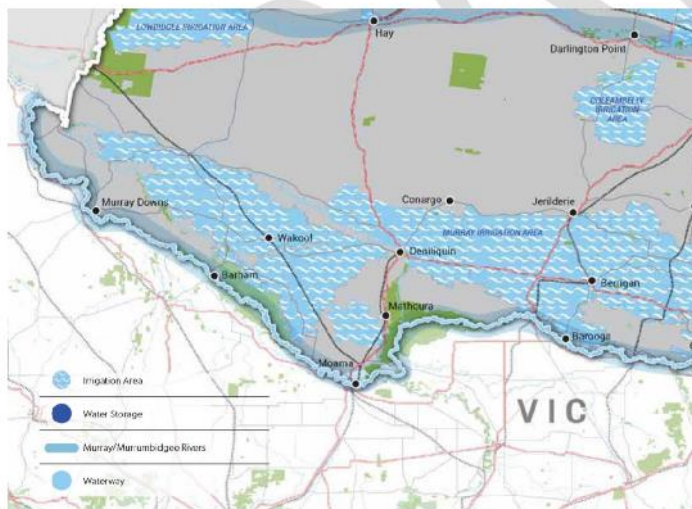 LOWBIDGEE IRRIGATION AREA
Hay
Darlington Point
COLEAMBALLY
IRRIGATION
AREA
Murray Downs
Conargo
Jerilderie
Wakool
MURRAY IRRIGATION AREA
Deniliquin
Barham
Berrigan
Mathoura
Barooga
Moama
Irrigation Area
VIC
Water Storage
Murray/Murrumbidgee Rivers
Waterway